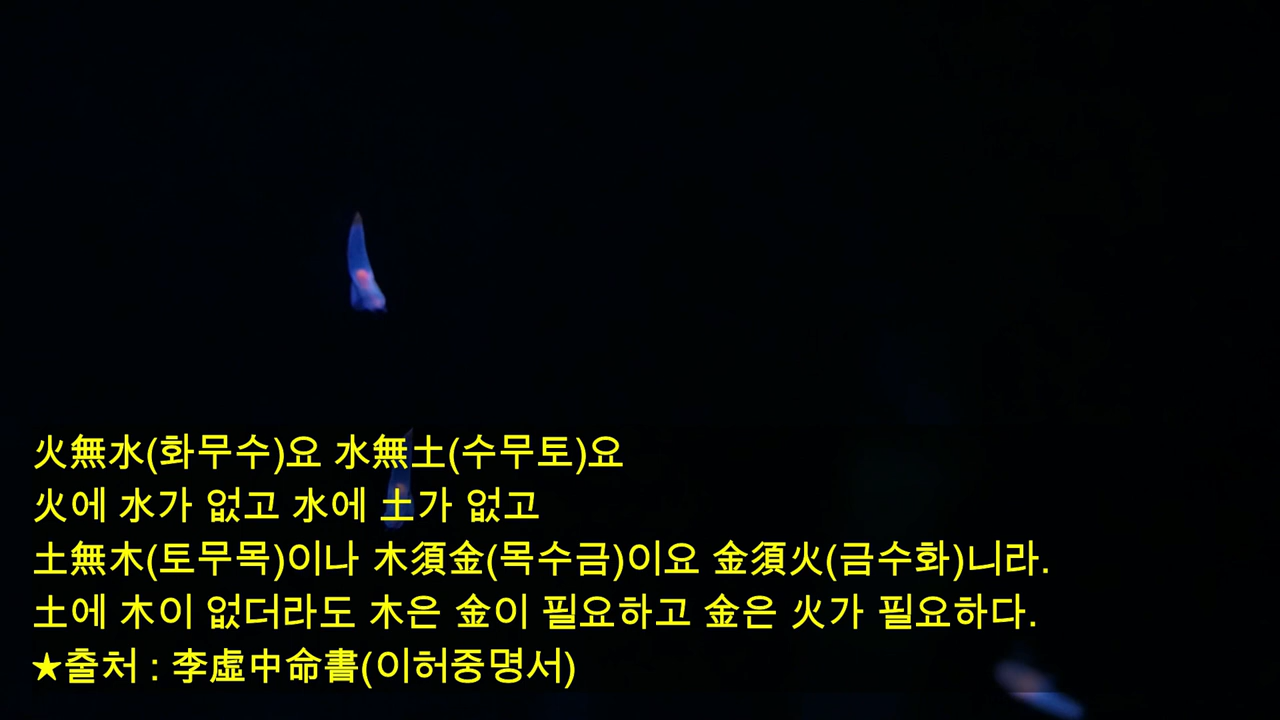 火無水(화무수)요 水無土(수무토)요
火에 水가 없고 水에 土가 없고
土無木(토무목)이나 木須金(목수금)이요 金須火(금수화)니라.
土에 木이 없더라도 木은 金이 필요하고 金은 火가 필요하다.
★출처 : 李虛中命書(이허중명서)